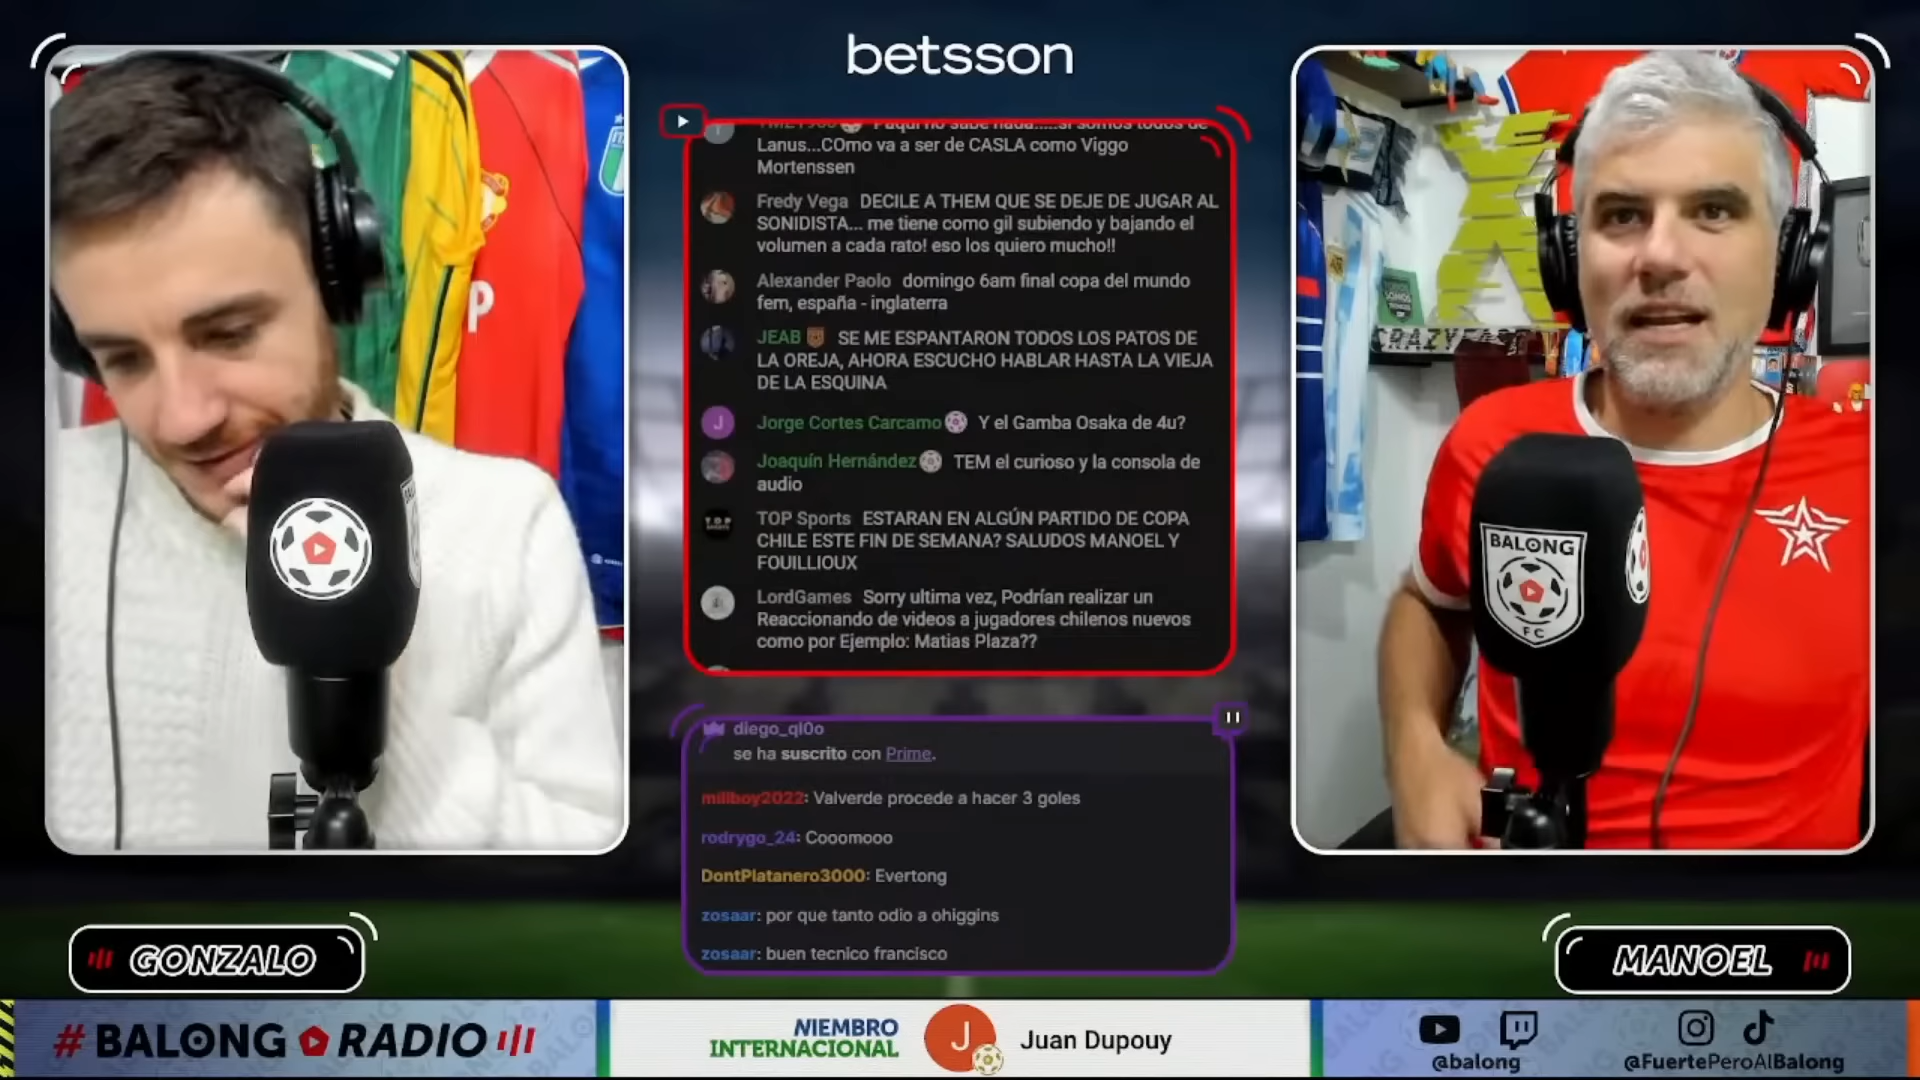 betsson
Lanus...COmo va a ser de CASLA como Viggo
Mortenssen
Fredy Vega DECILE A THEM QUE SE DEJE DE JUGAR AL
SONIDISTA... me tiene como gil subiendo y bajando el
volumen a cada rato! eso los quiero mucho!!
Alexander Paolo domingo 6am final copa del mundo
fem, españa - inglaterra
JEAB SE ME ESPANTARON TODOS LOS PATOS DE
LA OREJA, AHORA ESCUCHO HABLAR HASTA LA VIEJA
DE LA ESQUINA
J Jorge Cortes Carcamo Y el Gamba Osaka de 4u?
Joaquín Hernández TEM el curioso y la consola de
audio
TOP Sports ESTARAN EN ALGÚN PARTIDO DE COPA
CHILE ESTE FIN DE SEMANA? SALUDOS MANOEL Y
FOUILLIOUX
LordGames Sorry ultima vez, Podrían realizar un
Reaccionando de videos a jugadores chilenos nuevos
como por Ejemplo: Matias Plaza??
diego_ql0o
se ha suscrito con Prime.
millboy2022: Valverde procede a hacer 3 goles
rodrygo_24: Cooomooo
DontPlatanero3000: Evertong
zosaar: por que tanto odio a ohiggins
zosaar: buen tecnico francisco
BALONG
FC
GONZALO
MANOEL
# BALONG RADIO
NIEMBRO
INTERNACIONAL
J
Juan Dupouy
@balong
@FuertePeroAlBalong